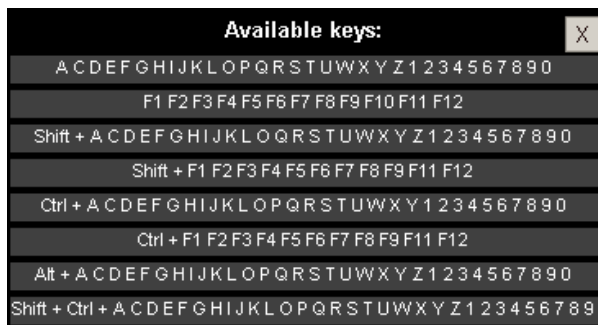 Available keys:
X
A C D E F G H I J K L O P Q R S T U W X Y Z 1 2 3 4 5 6 7 8 9 0
F1 F2 F3 F4 F5 F6 F7 F8 F9 F10 F11 F12
Shift + A C D E F G H I J K L O Q R S T U W X Y Z 1 2 3 4 5 6 7 8 9 0
Shift + F1 F2 F3 F4 F5 F6 F7 F8 F9 F11 F12
Ctrl + A C D E F G H I J K L O P Q R S T U W X Y 1 2 3 4 5 6 7 8 9 0
Ctrl + F1 F2 F3 F4 F5 F6 F7 F8 F9 F11 F12
Alt + A C D E F G H I J K L O P Q R S T U W X Y Z 1 2 3 4 5 6 7 8 9 0
Shift + Ctrl + A C D E F G H I J K L O P Q R S T U W X Y Z 1 2 3 4 5 6 7 8 9